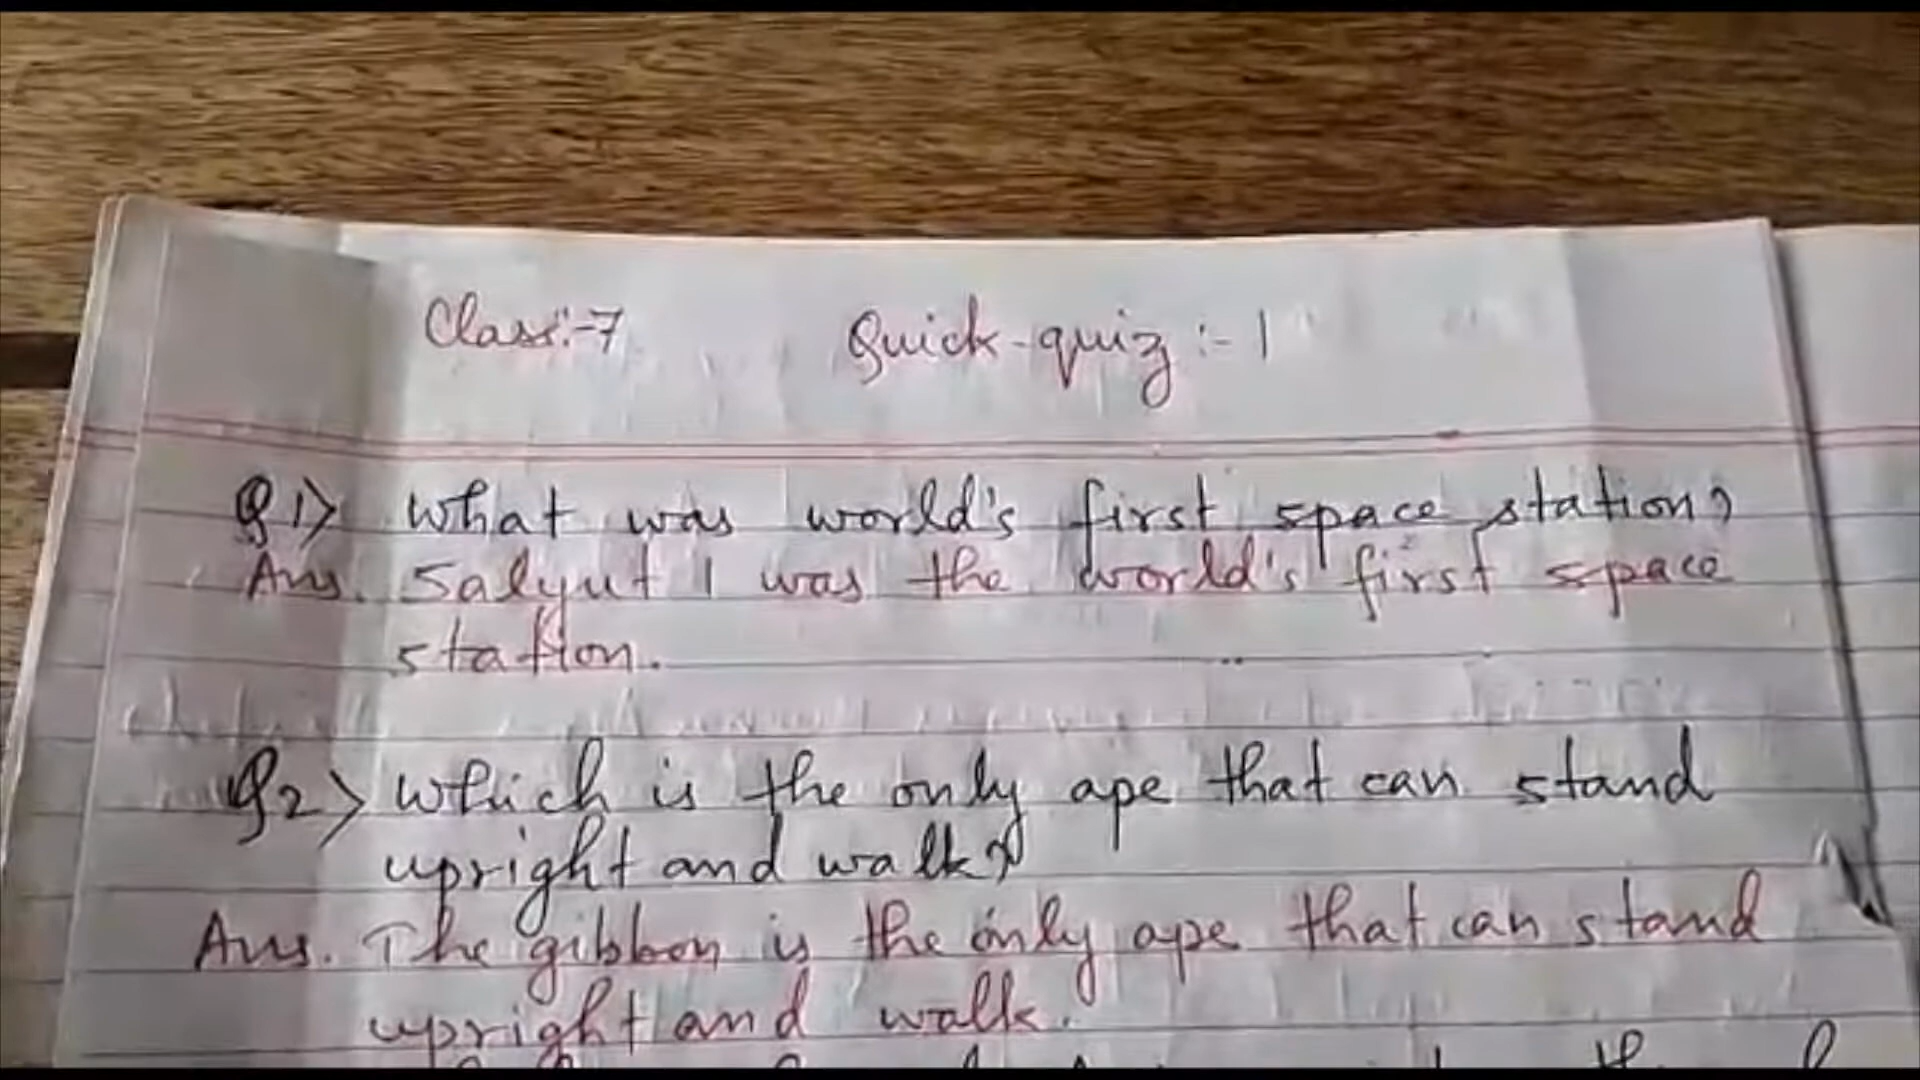 Class:-7 Quick-quiz:-1
Q1> What was world's first space station?
Ans. Salyut 1 was the world's first space
station.
Q2> Which is the only ape that can stand
upright and walk?
Ans. The gibbon is the only ape that can stand
upright and walk.